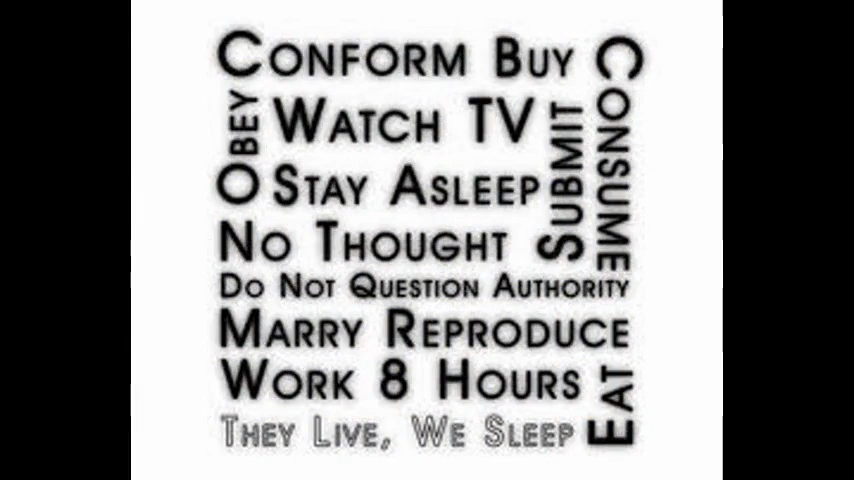 CONFORM BUY
CONSUME
OBEY
WATCH TV
SUBMIT
STAY ASLEEP
NO THOUGHT
DO NOT QUESTION AUTHORITY
MARRY REPRODUCE
WORK 8 HOURS
EAT
THEY LIVE, WE SLEEP